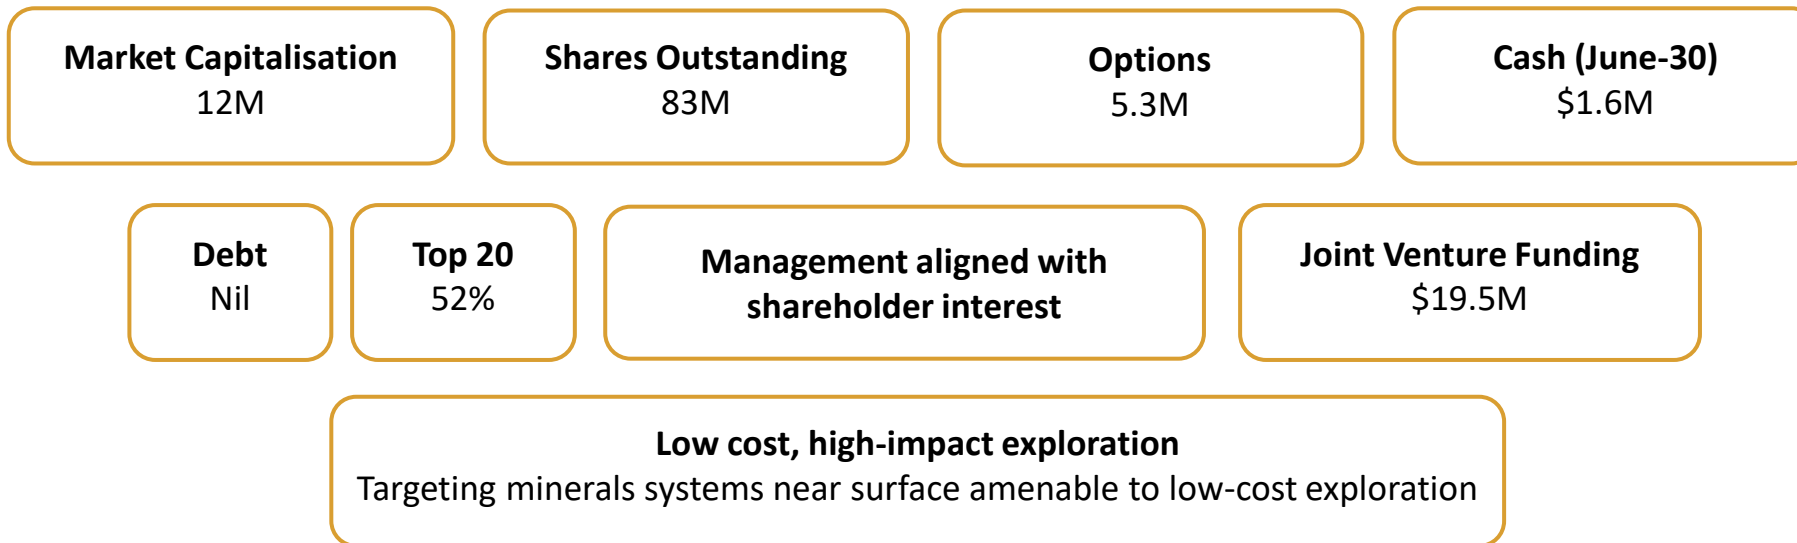 Market Capitalisation
12M
Shares Outstanding
83M
Options
5.3M
Cash (June-30)
$1.6M
Debt
Nil
Top 20
52%
Management aligned with
shareholder interest
Joint Venture Funding
$19.5M
Low cost, high-impact exploration
Targeting minerals systems near surface amenable to low-cost exploration